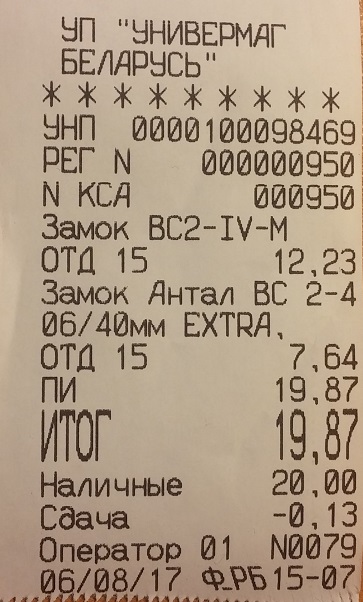 УП "УНИВЕРМАГ
БЕЛАРУСЬ"
* * * * * * * * *
УНП 0000100098469
РЕГ N 000000950
N КСА 000950
Замок ВС2-IV-М
ОТД 15 12,23
Замок Антал ВС 2-4
06/40мм EXTRA,
ОТД 15 7,64
ПИ 19,87
ИТОГ 19,87
Наличные 20,00
Сдача -0,13
Оператор 01 N0079
06/08/17 Ф.РБ 15-07